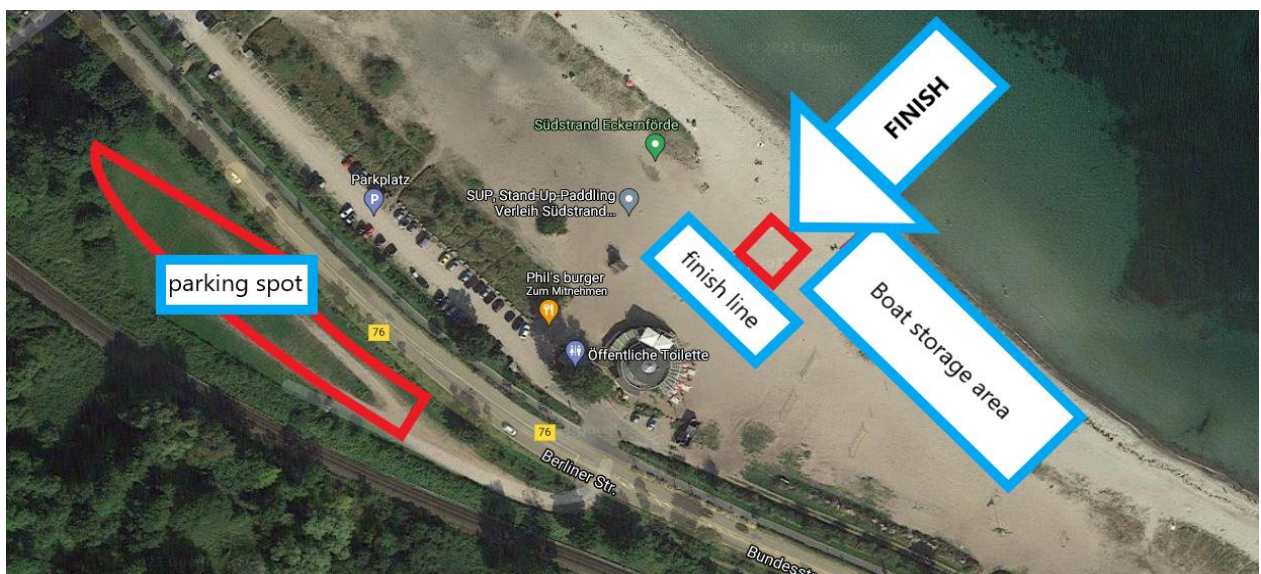 FINISH
Südstrand Eckernförde
Parkplatz
P
SUP, Stand-Up-Paddling
Verleih Südstrand...
finish line
Boat storage area
parking spot
Phil's burger
Zum Mitnehmen
76
Öffentliche Toilette
76
Berliner Str.